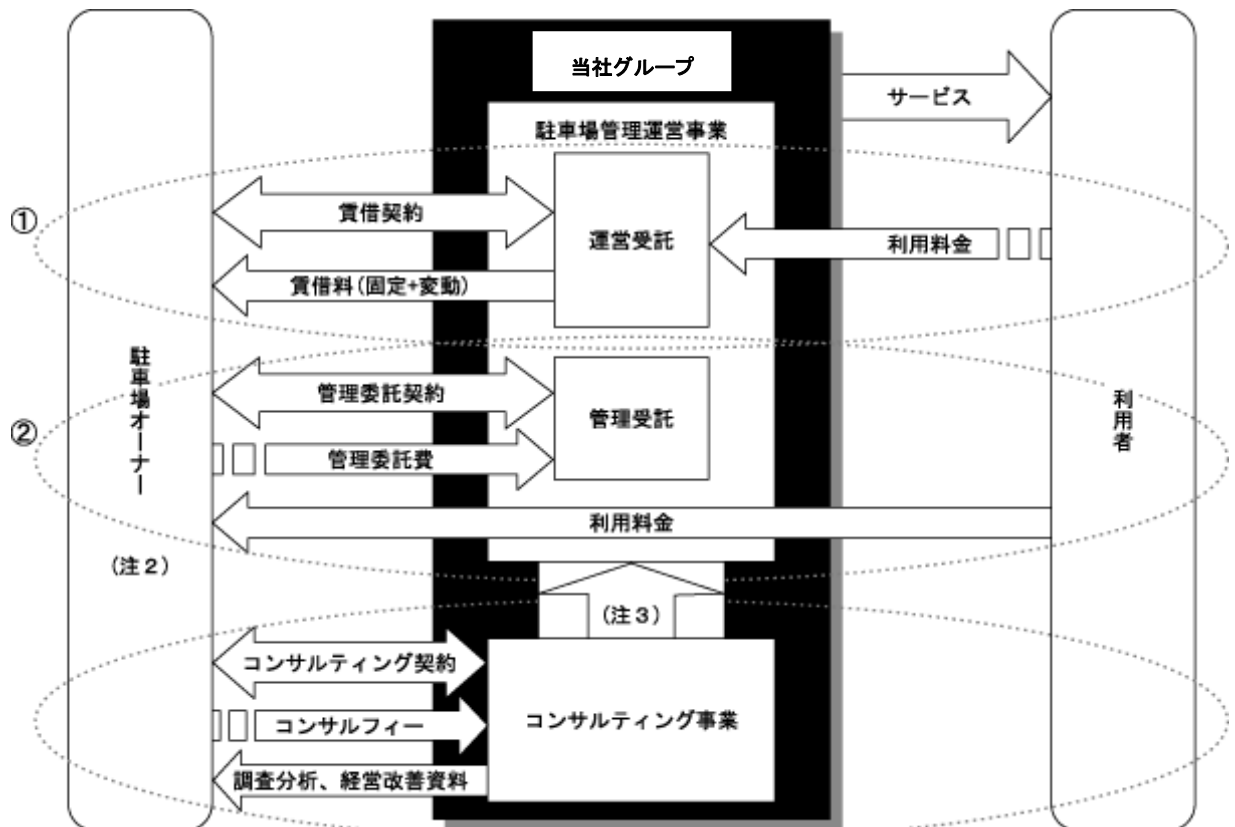 当社グループ
サービス
駐車場管理運営事業
①
賃借契約
運営受託
利用料金
賃借料(固定+変動)
駐車場オーナー
(注2)
利用者
②
管理委託契約
管理受託
管理委託費
利用料金
(注3)
コンサルティング契約
コンサルフィー
コンサルティング事業
調査分析、経営改善資料